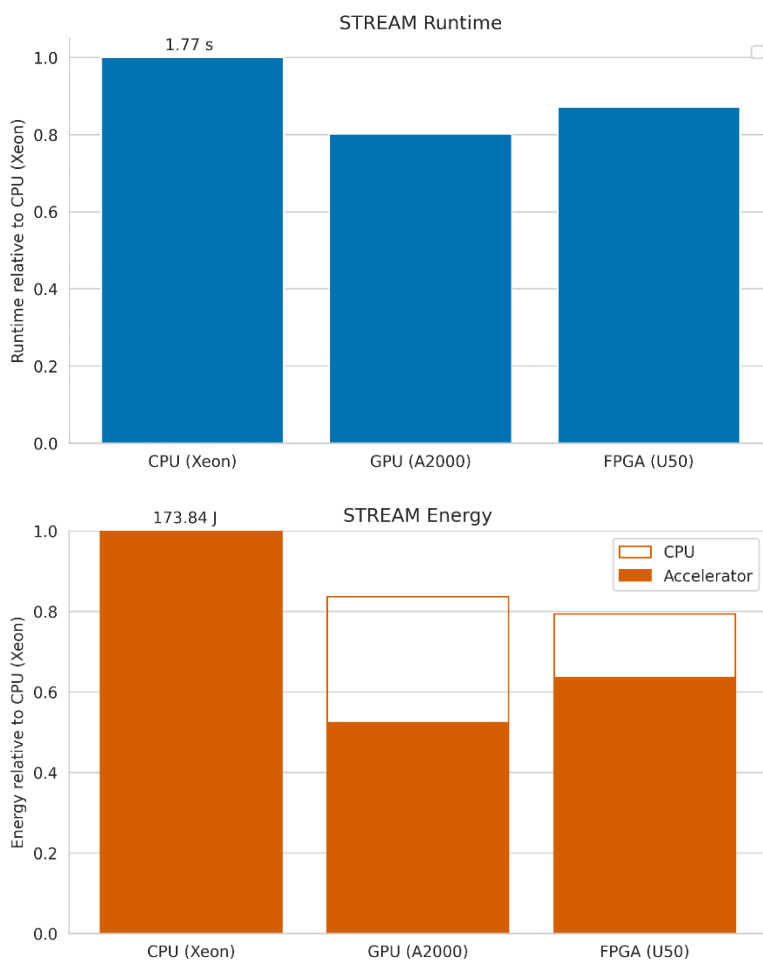 STREAM Runtime
1.77 s
Runtime relative to CPU (Xeon)
1.0
0.8
0.6
0.4
0.2
0.0
CPU (Xeon) GPU (A2000) FPGA (U50)
STREAM Energy
173.84 J
Energy relative to CPU (Xeon)
1.0
0.8
0.6
0.4
0.2
0.0
CPU
Accelerator
CPU (Xeon) GPU (A2000) FPGA (U50)